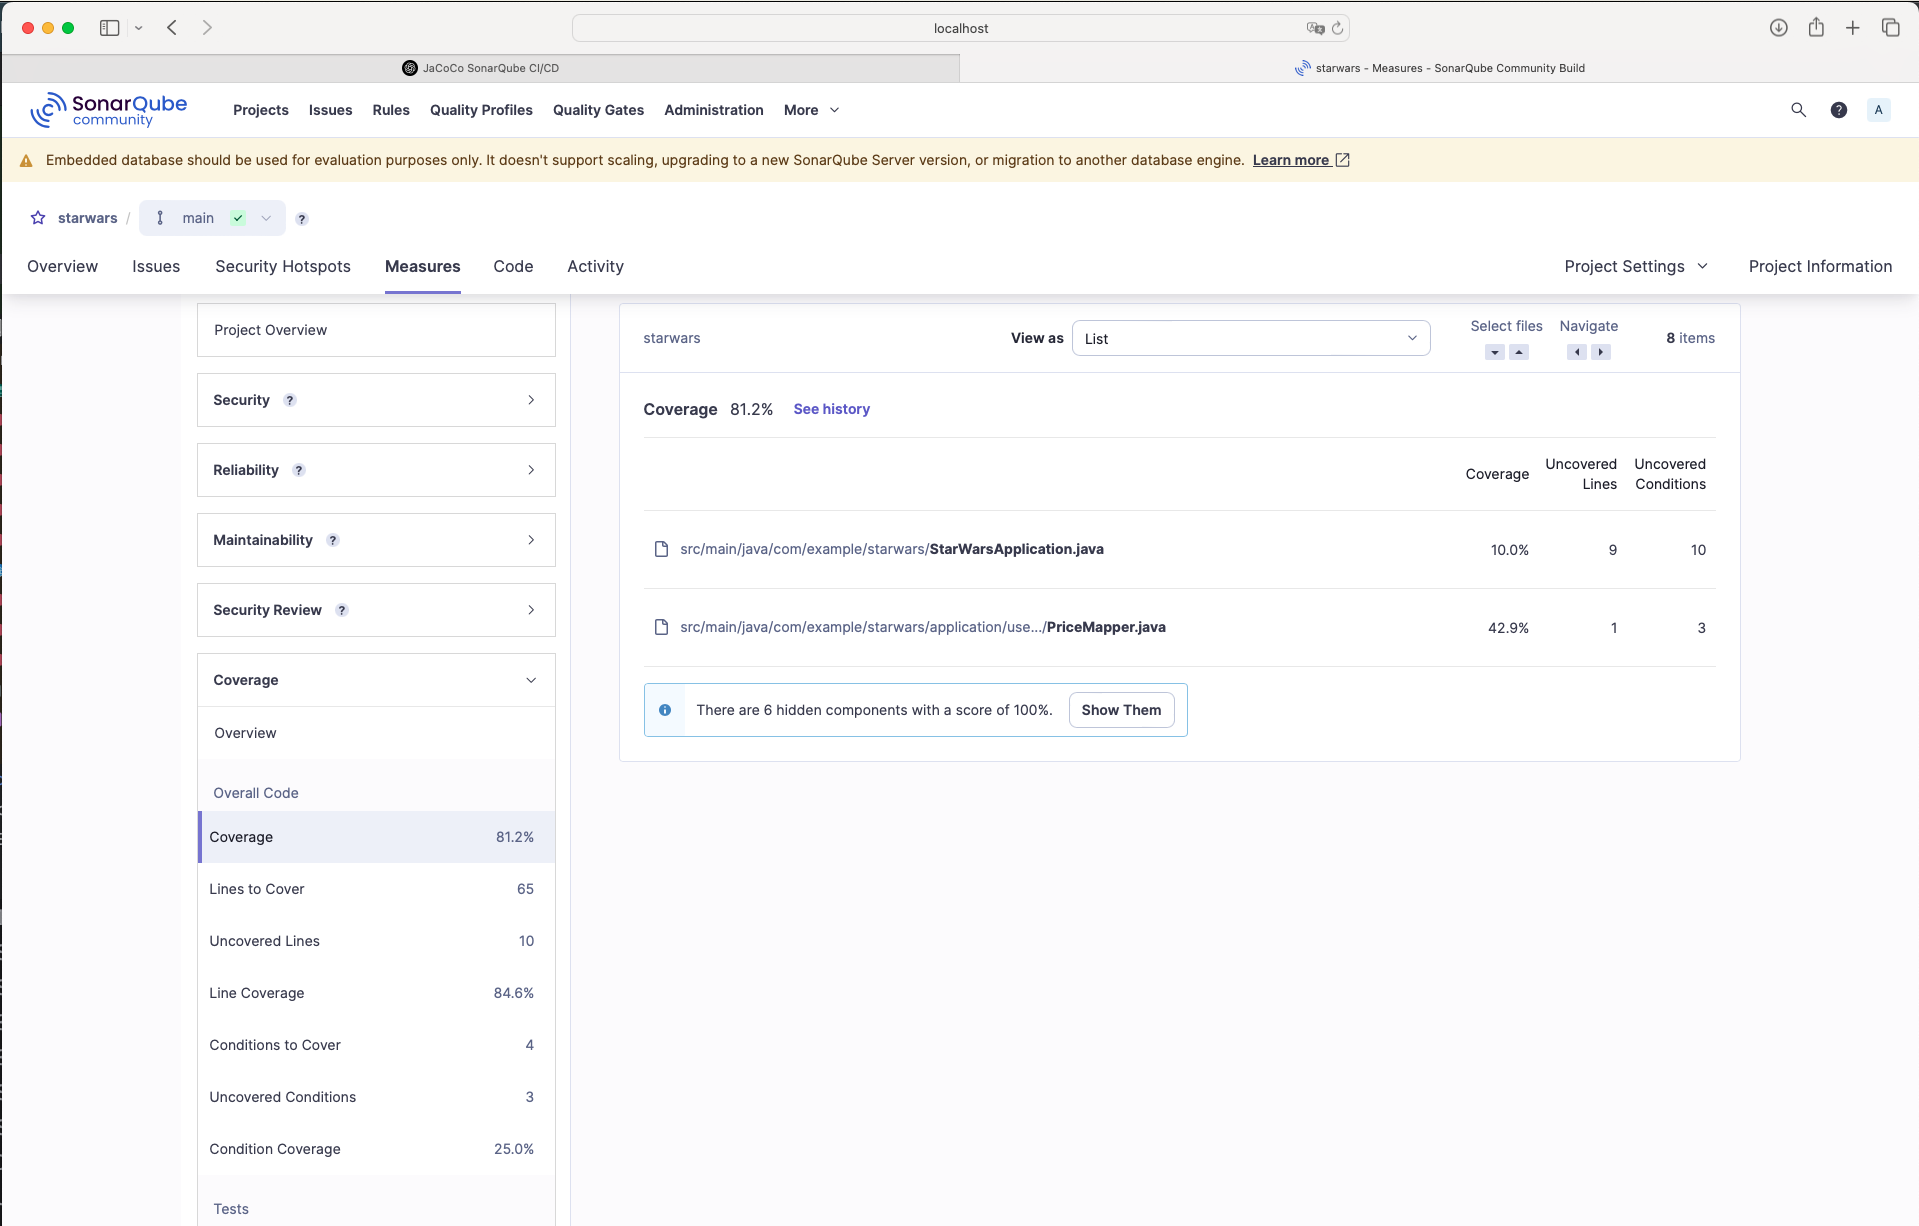 localhost
JaCoCo SonarQube CI/CD
starwars - Measures - SonarQube Community Build
SonarQube
community
Projects
Issues
Rules
Quality Profiles
Quality Gates
Administration
More
A
Embedded database should be used for evaluation purposes only. It doesn't support scaling, upgrading to a new SonarQube Server version, or migration to another database engine. Learn more
starwars / main ?
Overview
Issues
Security Hotspots
Measures
Code
Activity
Project Settings
Project Information
Project Overview
Security ?
Reliability ?
Maintainability ?
Security Review ?
Coverage
Overview
Overall Code
Coverage 81.2%
Lines to Cover 65
Uncovered Lines 10
Line Coverage 84.6%
Conditions to Cover 4
Uncovered Conditions 3
Condition Coverage 25.0%
Tests
starwars
View as List
Select files
Navigate
8 items
Coverage 81.2% See history
Coverage
Uncovered Lines
Uncovered Conditions
src/main/java/com/example/starwars/StarWarsApplication.java 10.0% 9 10
src/main/java/com/example/starwars/application/use.../PriceMapper.java 42.9% 1 3
There are 6 hidden components with a score of 100%. Show Them